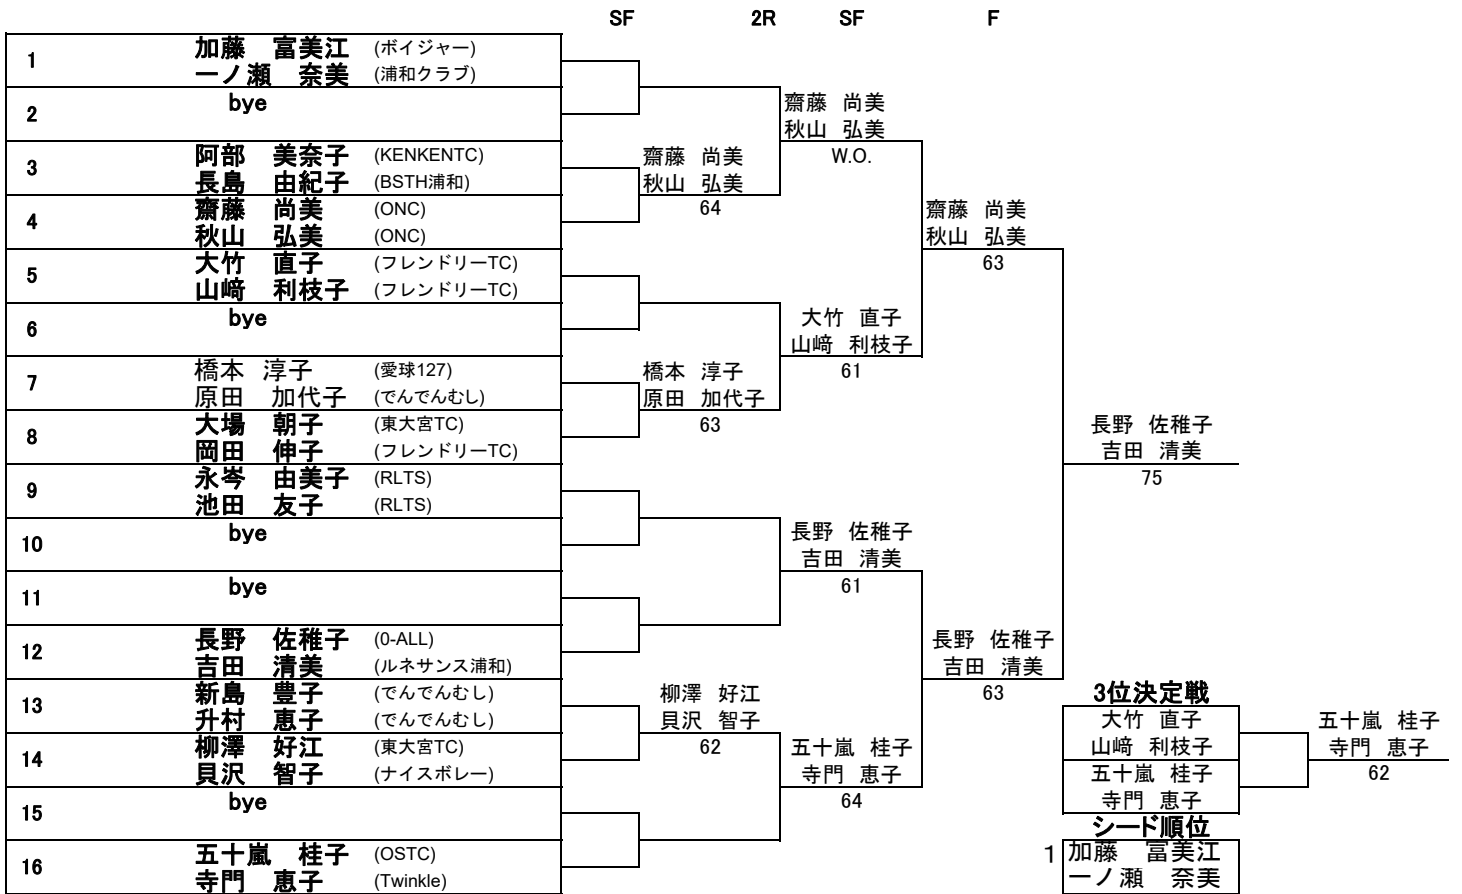 SF 2R SF F
1 加藤 富美江 (ボイジャー)
一ノ瀬 奈美 (浦和クラブ)
2 bye
3 阿部 美奈子 (KENKENTC)
長島 由紀子 (BSTH浦和)
4 齋藤 尚美 (ONC)
秋山 弘美 (ONC)
5 大竹 直子 (フレンドリーTC)
山﨑 利枝子 (フレンドリーTC)
6 bye
7 橋本 淳子 (愛球127)
原田 加代子 (でんでんむし)
8 大場 朝子 (東大宮TC)
岡田 伸子 (フレンドリーTC)
9 永岑 由美子 (RLTS)
池田 友子 (RLTS)
10 bye
11 bye
12 長野 佐稚子 (0-ALL)
吉田 清美 (ルネサンス浦和)
13 新島 豊子 (でんでんむし)
升村 恵子 (でんでんむし)
14 柳澤 好江 (東大宮TC)
貝沢 智子 (ナイスボレー)
15 bye
16 五十嵐 桂子 (OSTC)
寺門 恵子 (Twinkle)
齋藤 尚美
秋山 弘美
64
橋本 淳子
原田 加代子
63
柳澤 好江
貝沢 智子
62
齋藤 尚美
秋山 弘美
W.O.
大竹 直子
山﨑 利枝子
61
長野 佐稚子
吉田 清美
61
五十嵐 桂子
寺門 恵子
64
齋藤 尚美
秋山 弘美
63
長野 佐稚子
吉田 清美
63
長野 佐稚子
吉田 清美
75
3位決定戦
大竹 直子
山﨑 利枝子
五十嵐 桂子
寺門 恵子
五十嵐 桂子
寺門 恵子
62
シード順位
1 加藤 富美江
一ノ瀬 奈美